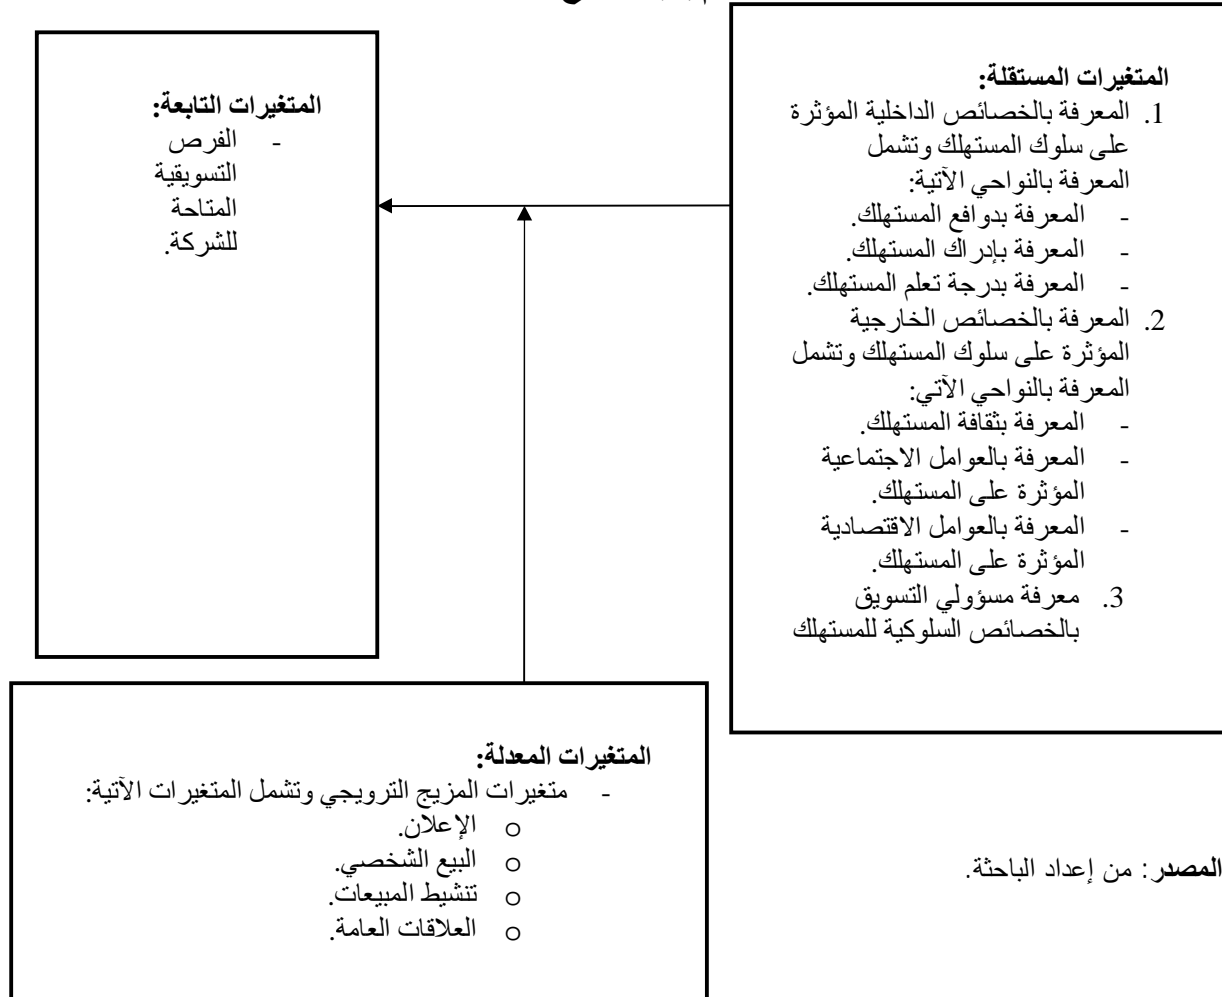 المتغيرات المستقلة:
1. المعرفة بالخصائص الداخلية المؤثرة
على سلوك المستهلك وتشمل
المعرفة بالنواحي الآتية:
- المعرفة بدوافع المستهلك.
- المعرفة بإدراك المستهلك.
- المعرفة بدرجة تعلم المستهلك.
2. المعرفة بالخصائص الخارجية
المؤثرة على سلوك المستهلك وتشمل
المعرفة بالنواحي الآتي:
- المعرفة بثقافة المستهلك.
- المعرفة بالعوامل الاجتماعية
المؤثرة على المستهلك.
- المعرفة بالعوامل الاقتصادية
المؤثرة على المستهلك.
3. معرفة مسؤولي التسويق
بالخصائص السلوكية للمستهلك
المتغيرات التابعة:
- الفرص
التسويقية
المتاحة
للشركة.
المتغيرات المعدلة:
- متغيرات المزيج الترويجي وتشمل المتغيرات الآتية:
o الإعلان.
o البيع الشخصي.
o تنشيط المبيعات.
o العلاقات العامة.
المصدر: من إعداد الباحثة.